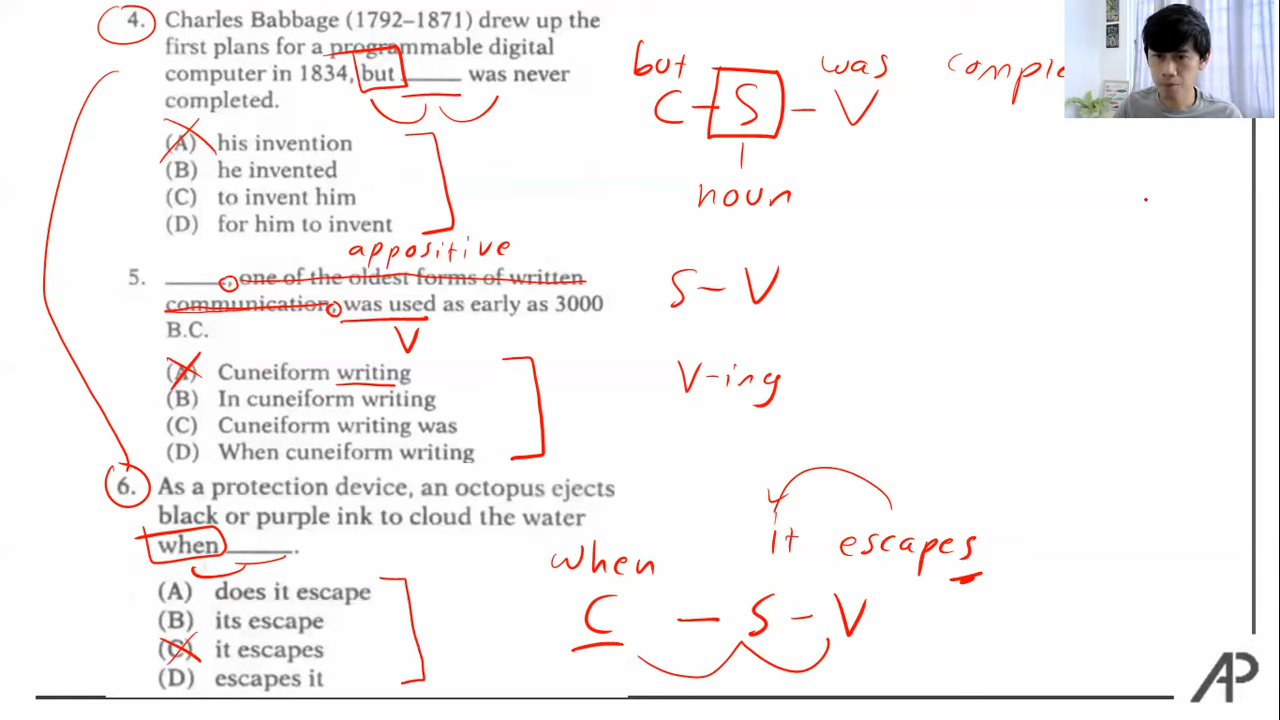 4. Charles Babbage (1792–1871) drew up the
first plans for a programmable digital
computer in 1834, but _____ was never
completed.
(A) his invention
(B) he invented
(C) to invent him
(D) for him to invent
but was comple
C – S – V
noun
appositive
5. _____, one of the oldest forms of written
communication, was used as early as 3000
B.C.
V
(A) Cuneiform writing
(B) In cuneiform writing
(C) Cuneiform writing was
(D) When cuneiform writing
S – V
V-ing
6. As a protection device, an octopus ejects
black or purple ink to cloud the water
when _____.
(A) does it escape
(B) its escape
(C) it escapes
(D) escapes it
when it escapes
C – S – V
AP